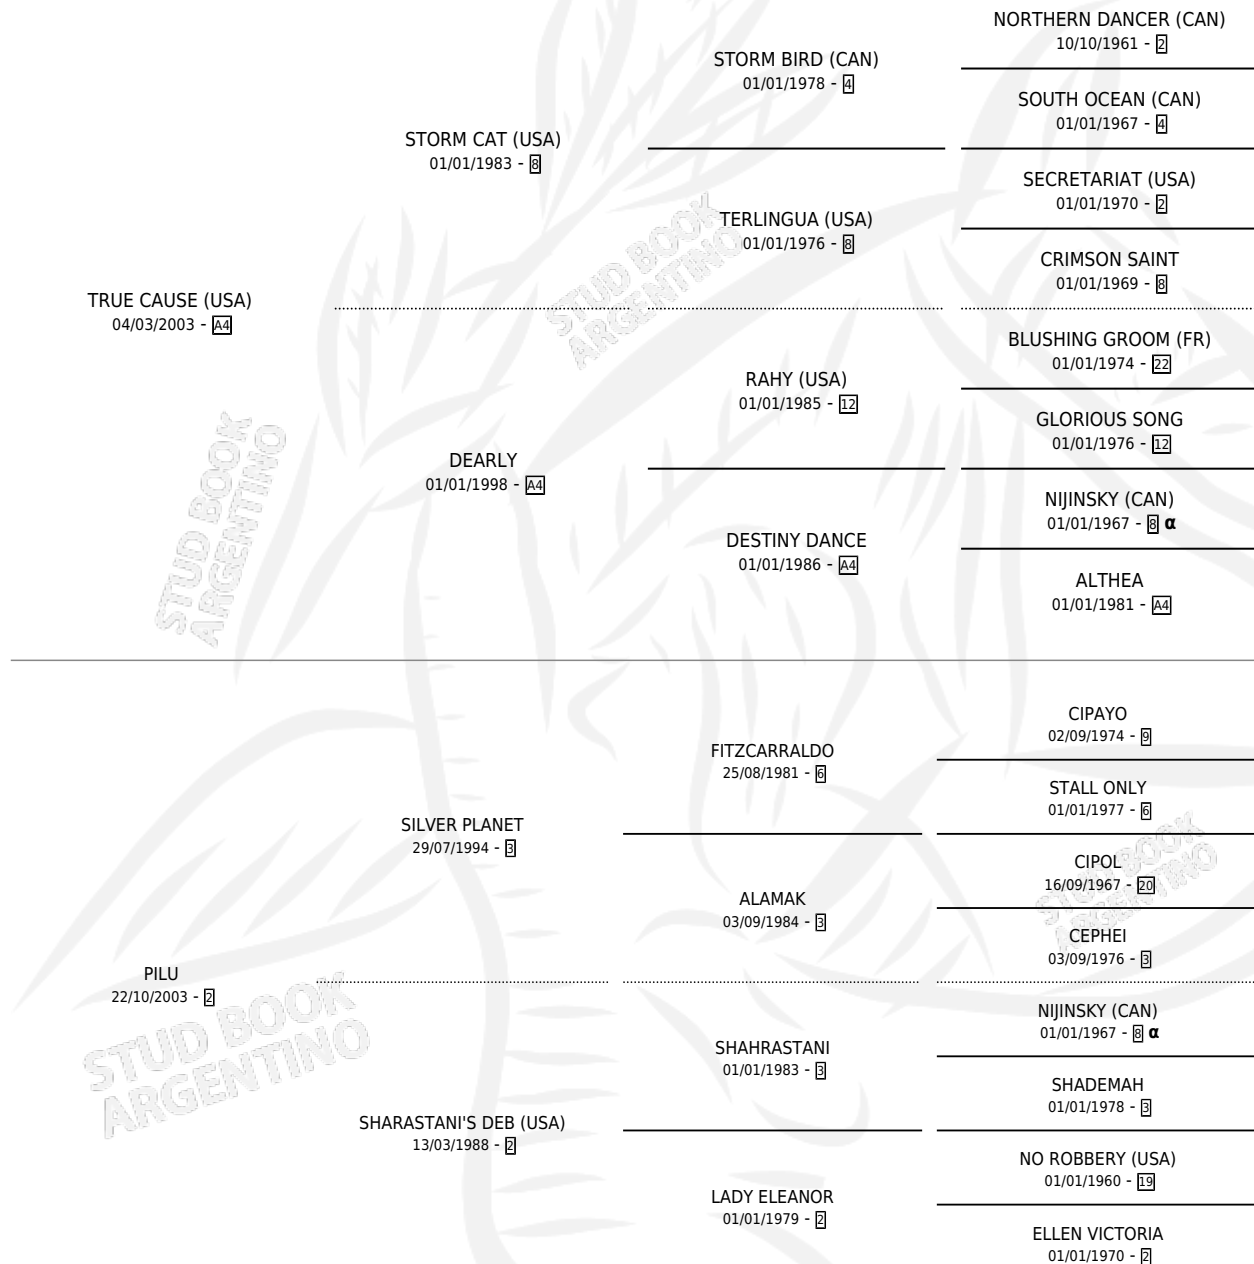 NORTHERN DANCER (CAN)
10/10/1961 - 2
STORM BIRD (CAN)
01/01/1978 - 4
SOUTH OCEAN (CAN)
01/01/1967 - 4
STORM CAT (USA)
01/01/1983 - 8
SECRETARIAT (USA)
01/01/1970 - 2
TERLINGUA (USA)
01/01/1976 - 8
CRIMSON SAINT
01/01/1969 - 8
TRUE CAUSE (USA)
04/03/2003 - A4
BLUSHING GROOM (FR)
01/01/1974 - 22
RAHY (USA)
01/01/1985 - 12
GLORIOUS SONG
01/01/1976 - 12
DEARLY
01/01/1998 - A4
NIJINSKY (CAN)
01/01/1967 - 8 α
DESTINY DANCE
01/01/1986 - A4
ALTHEA
01/01/1981 - A4
CIPAYO
02/09/1974 - 9
FITZCARRALDO
25/08/1981 - 6
STALL ONLY
01/01/1977 - 6
SILVER PLANET
29/07/1994 - 3
CIPOL
16/09/1967 - 20
ALAMAK
03/09/1984 - 3
CEPHEI
03/09/1976 - 3
PILU
22/10/2003 - 2
NIJINSKY (CAN)
01/01/1967 - 8 α
SHAHRASTANI
01/01/1983 - 3
SHADEMAH
01/01/1978 - 3
SHARASTANI'S DEB (USA)
13/03/1988 - 2
NO ROBBERY (USA)
01/01/1960 - 19
LADY ELEANOR
01/01/1979 - 2
ELLEN VICTORIA
01/01/1970 - 2
STUD BOOK
ARGENTINO
STUD BOOK
ARGENTINO
STUD BOOK
ARGENTINO
STUD BOOK
ARGENTINO